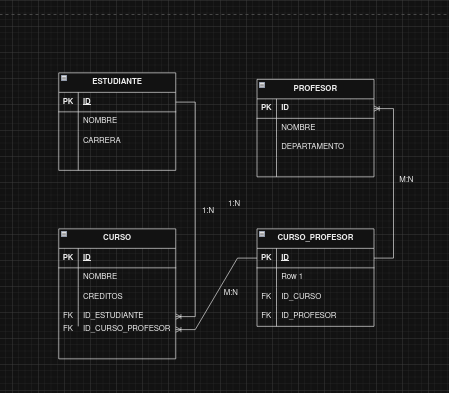 ESTUDIANTE
PK ID
NOMBRE
CARRERA
PROFESOR
PK ID
NOMBRE
DEPARTAMENTO
M:N
1:N
1:N
CURSO
PK ID
NOMBRE
CREDITOS
FK ID_ESTUDIANTE
FK ID_CURSO_PROFESOR
M:N
CURSO_PROFESOR
PK ID
Row 1
FK ID_CURSO
FK ID_PROFESOR